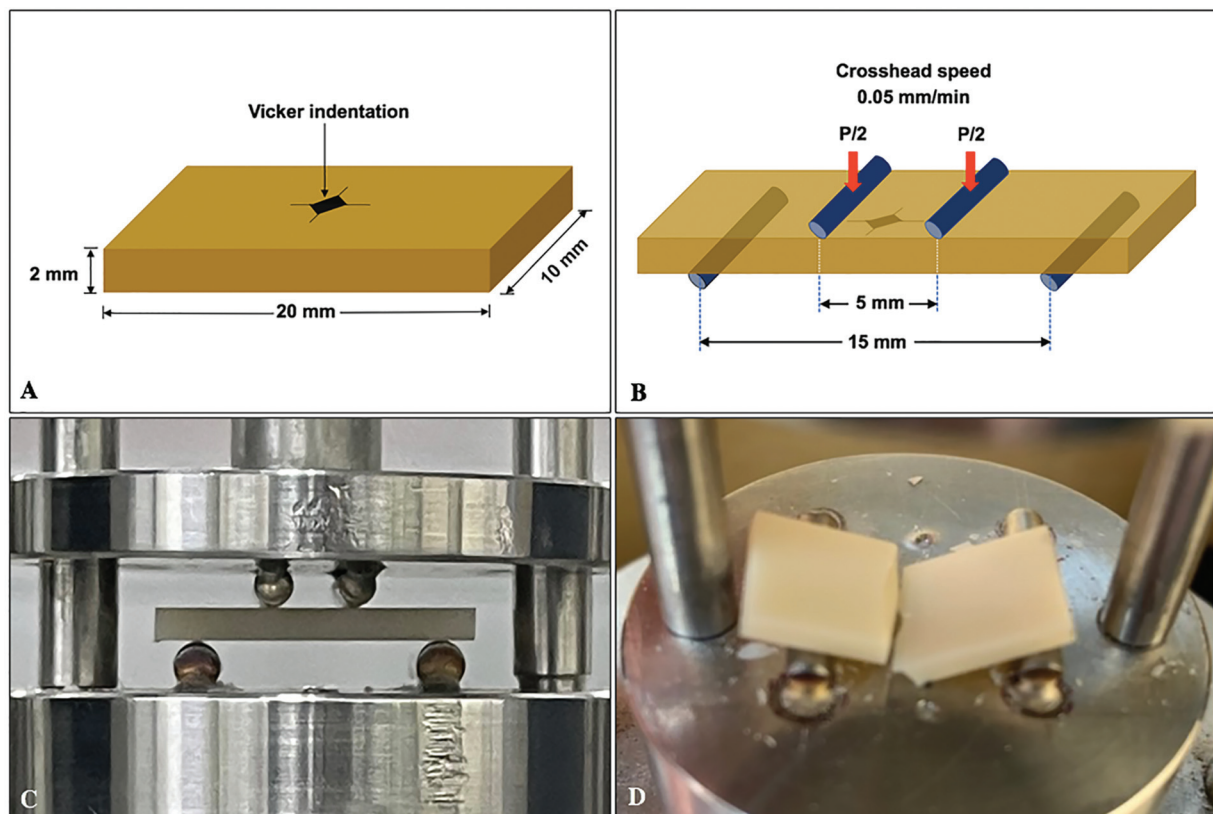 Vicker indentation
2 mm
10 mm
20 mm
A
Crosshead speed
0.05 mm/min
P/2
P/2
5 mm
15 mm
B
C
D